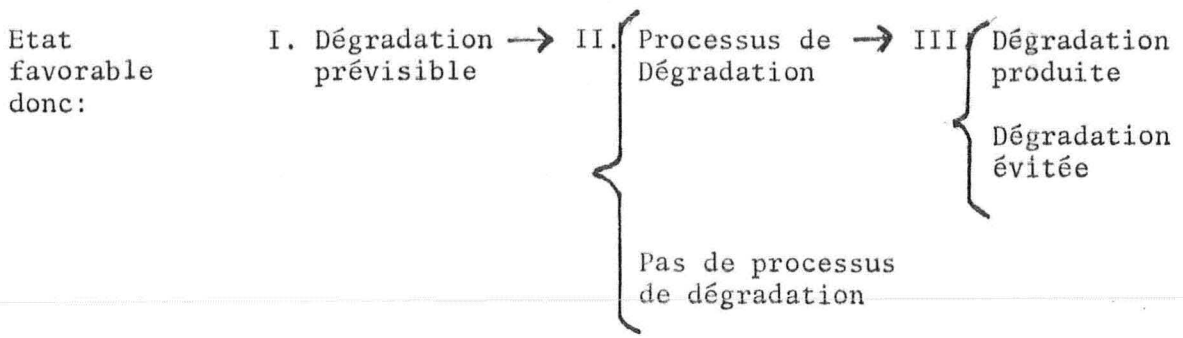 Etat
favorable
donc:
I. Dégradation → II.
prévisible
Processus de → III
Dégradation
Dégradation
produite
Dégradation
évitée
Pas de processus
de dégradation